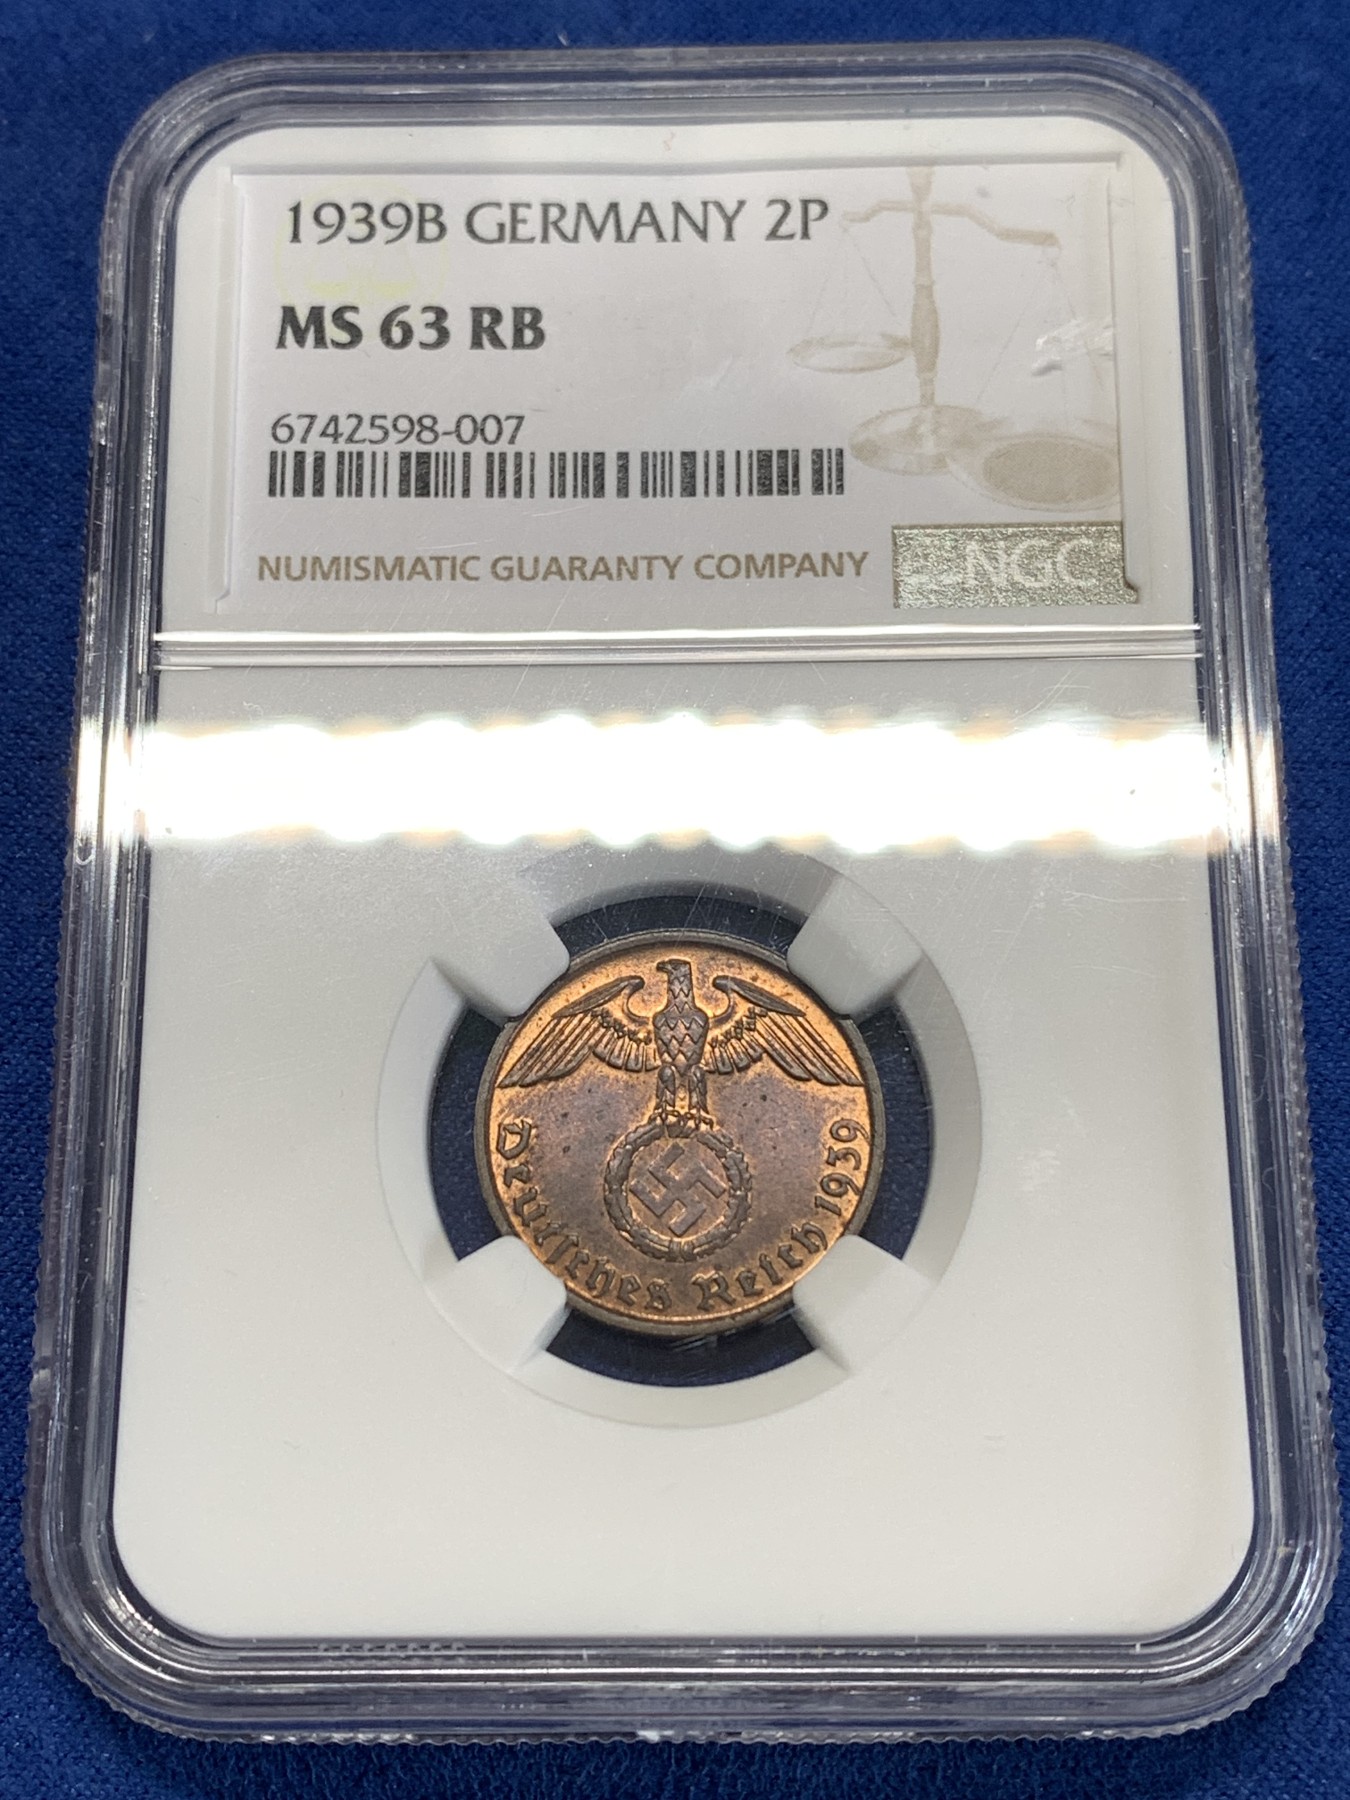 1939B GERMANY 2P
MS 63 RB
6742598-007
NUMISMATIC GUARANTY COMPANY
NGC
Deutsches Reich 1939